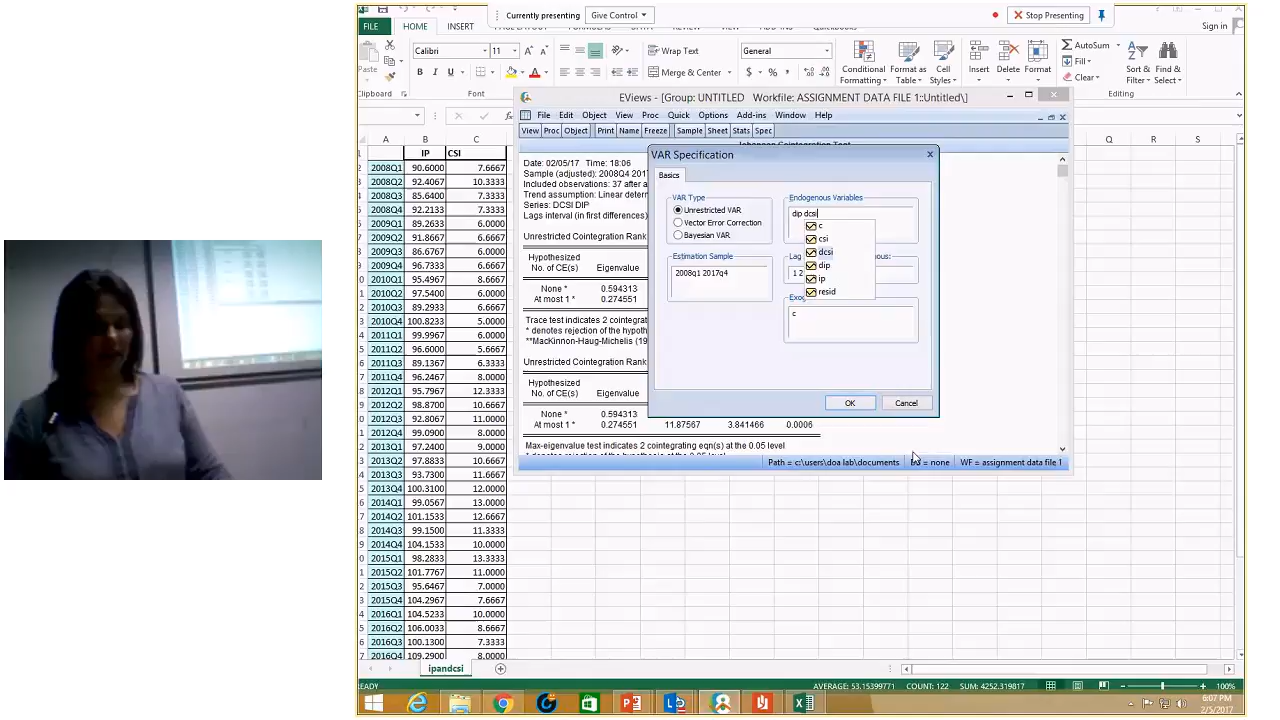 Currently presenting
Give Control
Stop Presenting
FILE
HOME
INSERT
Sign in
Paste
Calibri
11
Wrap Text
General
Merge & Center
Conditional
Formatting
Format as
Table
Cell
Styles
Insert
Delete
Format
AutoSum
Fill
Clear
Sort &
Filter
Find &
Select
Clipboard
Font
Editing
EViews - [Group: UNTITLED Workfile: ASSIGNMENT DATA FILE 1::Untitled\]
File Edit Object View Proc Quick Options Add-ins Window Help
View Proc Object Print Name Freeze Sample Sheet Stats Spec
Date: 02/05/17 Time: 18:06
Sample (adjusted): 2008Q4 201
Included observations: 37 after a
Trend assumption: Linear determ
Series: DCSI DIP
Lags interval (in first differences)
Unrestricted Cointegration Rank
Hypothesized
No. of CE(s) Eigenvalue
None * 0.594313
At most 1 * 0.274551
Trace test indicates 2 cointegrat
* denotes rejection of the hypoth
**MacKinnon-Haug-Michelis (19
Unrestricted Cointegration Rank
Hypothesized
No. of CE(s) Eigenvalue
None * 0.594313
At most 1 * 0.274551 11.87567 3.841466 0.0006
Max-eigenvalue test indicates 2 cointegrating eqn(s) at the 0.05 level
Path = c:\users\doa lab\documents
= none
WF = assignment data file 1
VAR Specification
Basics
VAR Type
Unrestricted VAR
Vector Error Correction
Bayesian VAR
Estimation Sample
2008q1 2017q4
Endogenous Variables
dip dcsi
c
csi
dcsi
dip
ip
resid
Lag
1 2
Exog
c
OK
Cancel
A B C P Q R S
IP CSI
2008Q1 90.6000 7.6667
2008Q2 92.4067 10.3333
2008Q3 85.6400 7.3333
2008Q4 92.2133 7.3333
2009Q1 89.2633 6.0000
2009Q2 91.8667 6.6667
2009Q3 86.6767 6.0000
2009Q4 96.7333 6.0000
2010Q1 95.4967 8.6667
2010Q2 97.5400 6.0000
2010Q3 89.2933 6.6667
2010Q4 100.8233 5.0000
2011Q1 99.9967 6.0000
2011Q2 96.6000 5.6667
2011Q3 89.1367 6.3333
2011Q4 96.2467 8.0000
2012Q1 95.7967 12.3333
2012Q2 98.8700 10.6667
2012Q3 92.8067 11.0000
2012Q4 99.0900 8.0000
2013Q1 97.2400 9.0000
2013Q2 97.8833 10.6667
2013Q3 93.7300 11.6667
2013Q4 100.3100 12.0000
2014Q1 99.0567 13.0000
2014Q2 101.1533 12.6667
2014Q3 99.1500 11.3333
2014Q4 104.1533 10.0000
2015Q1 98.2833 13.3333
2015Q2 101.7767 11.0000
2015Q3 95.6467 7.0000
2015Q4 104.2967 7.6667
2016Q1 104.5233 10.0000
2016Q2 106.0033 8.6667
2016Q3 100.1300 7.3333
2016Q4 109.2900 8.0000
ipandcsi
READY
AVERAGE: 53.15399771 COUNT: 122 SUM: 4252.319817
100%
6:07 PM
2/5/2017